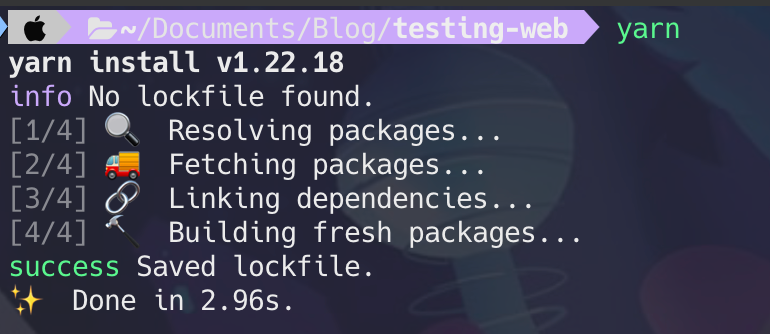 ~/Documents/Blog/testing-web yarn
yarn install v1.22.18
info No lockfile found.
[1/4] 🔍 Resolving packages...
[2/4] 🚚 Fetching packages...
[3/4] 🔗 Linking dependencies...
[4/4] 🔨 Building fresh packages...
success Saved lockfile.
✨ Done in 2.96s.